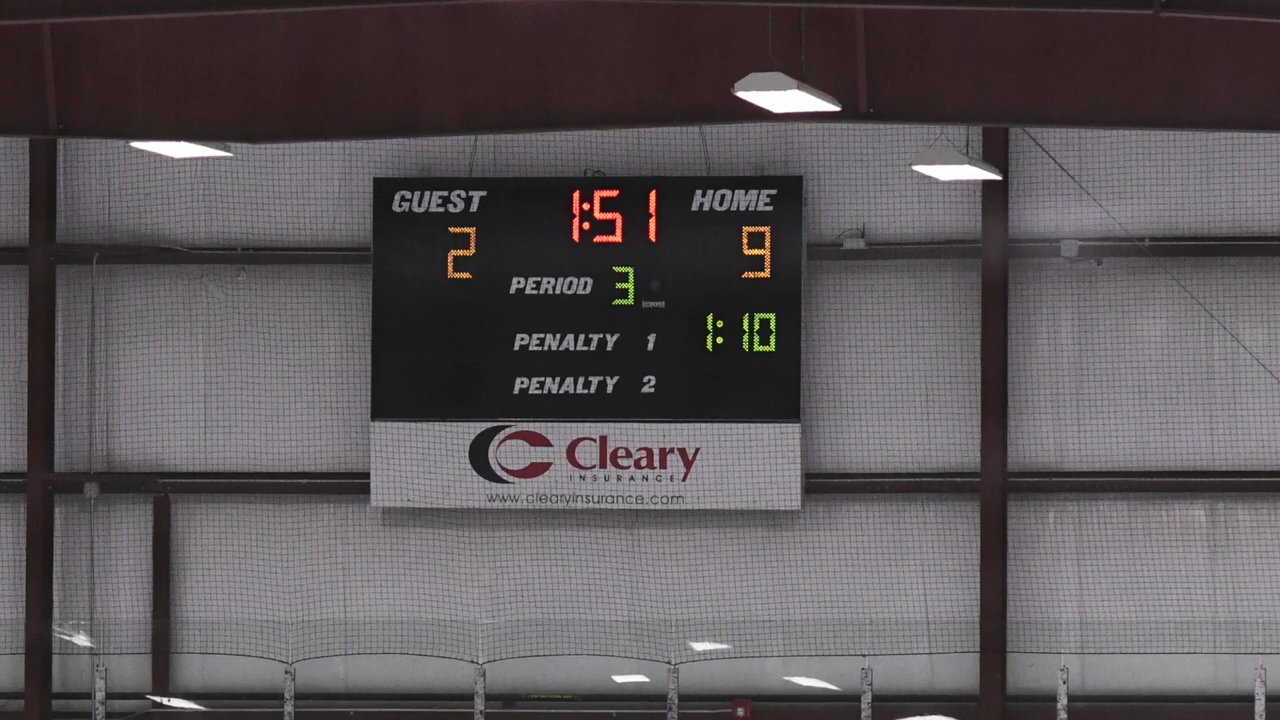 GUEST 1:51 HOME
2 9
PERIOD 3
PENALTY 1 1:10
PENALTY 2
Cleary
INSURANCE
www.clearyinsurance.com